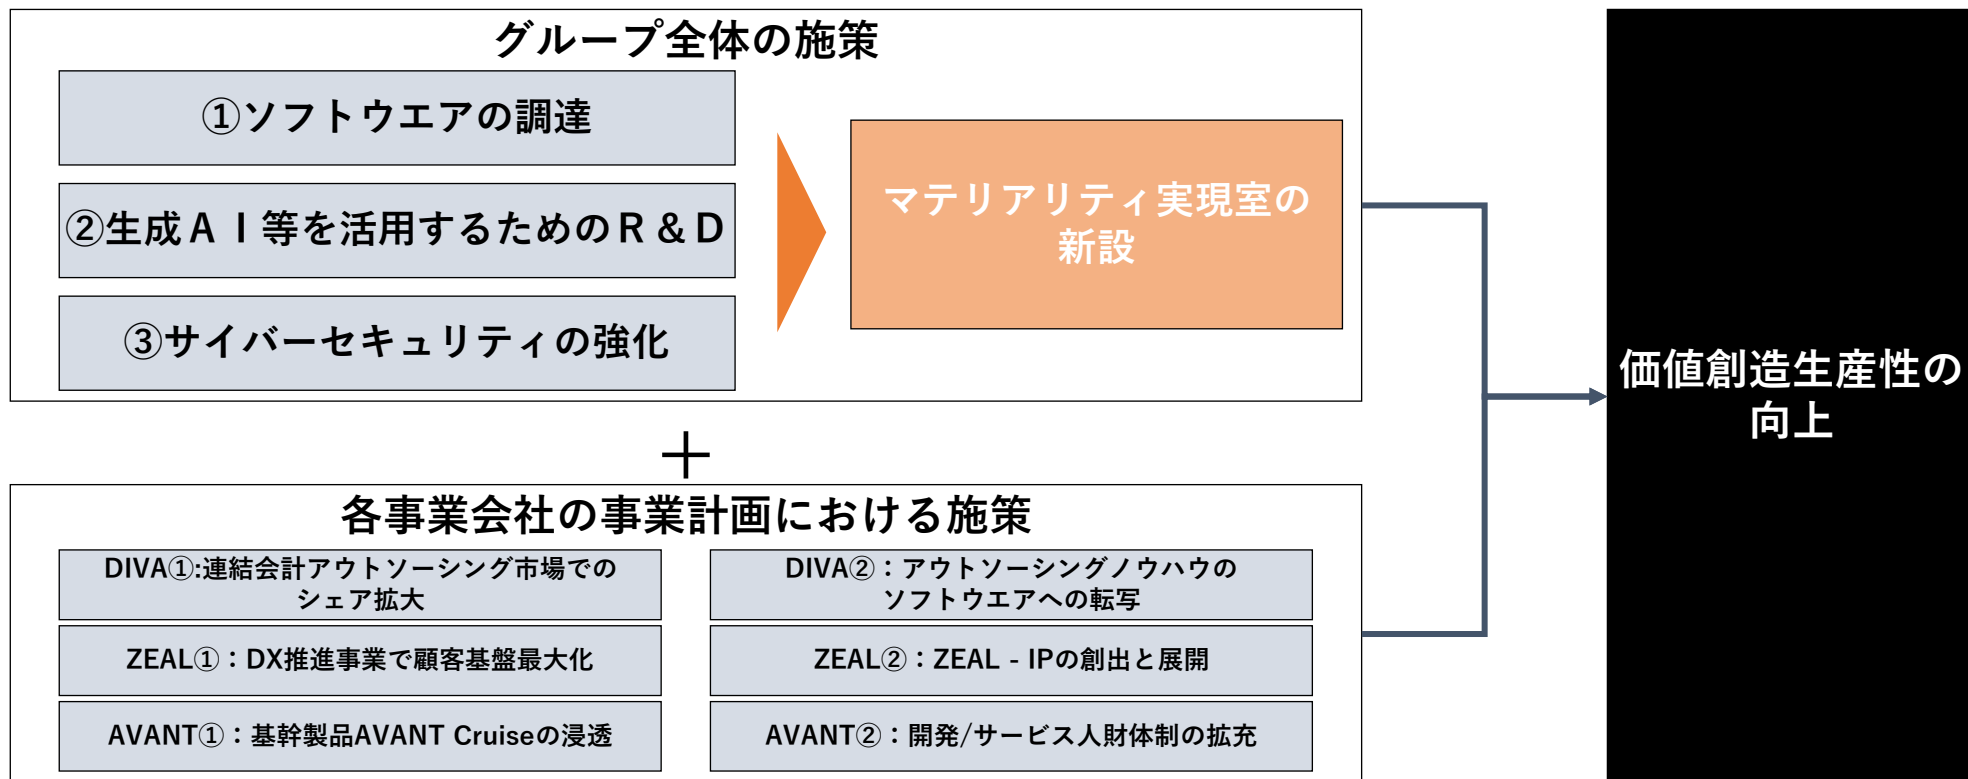 グループ全体の施策
①ソフトウエアの調達
②生成ＡＩ等を活用するためのＲ＆Ｄ
③サイバーセキュリティの強化
マテリアリティ実現室の
新設
＋
各事業会社の事業計画における施策
DIVA①:連結会計アウトソーシング市場での
シェア拡大
DIVA②：アウトソーシングノウハウの
ソフトウエアへの転写
ZEAL①：DX推進事業で顧客基盤最大化
ZEAL②：ZEAL - IPの創出と展開
AVANT①：基幹製品AVANT Cruiseの浸透
AVANT②：開発/サービス人財体制の拡充
価値創造生産性の
向上